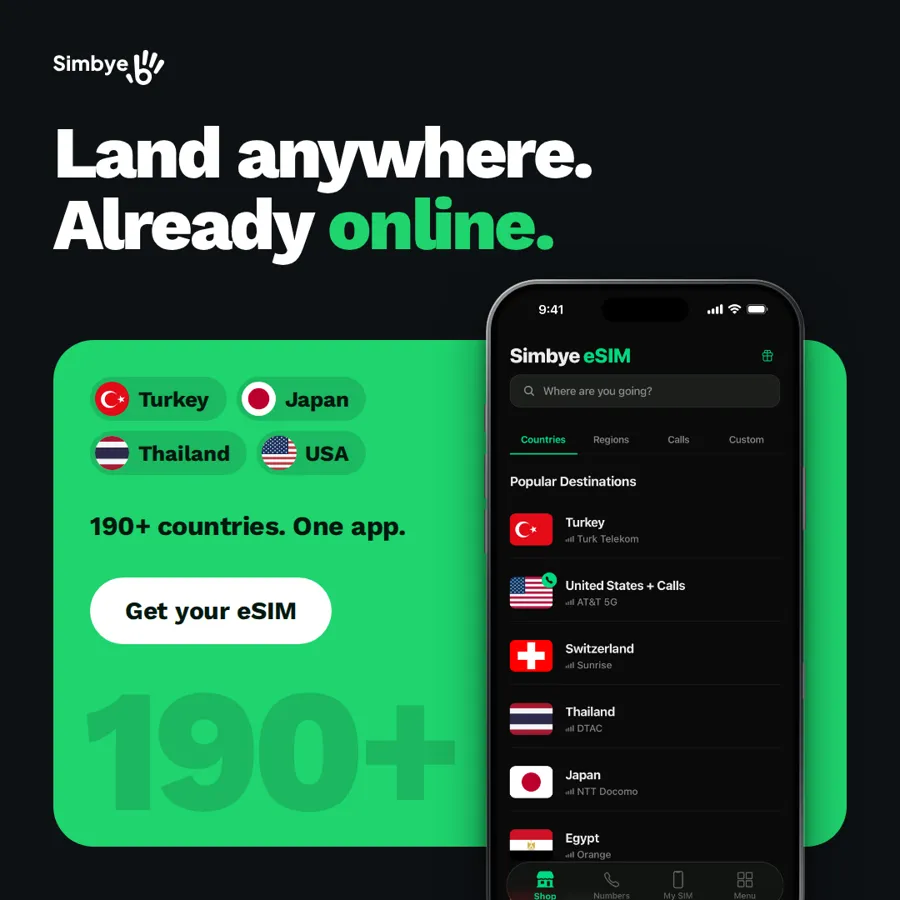 Simbye
Land anywhere.
Already online.
Turkey
Japan
Thailand
USA
190+ countries. One app.
Get your eSIM
190+
9:41
Simbye eSIM
Where are you going?
Countries Regions Calls Custom
Popular Destinations
Turkey
Turk Telekom
United States + Calls
AT&T 5G
Switzerland
Sunrise
Thailand
DTAC
Japan
NTT Docomo
Egypt
Orange
Shop Numbers My SIM Menu